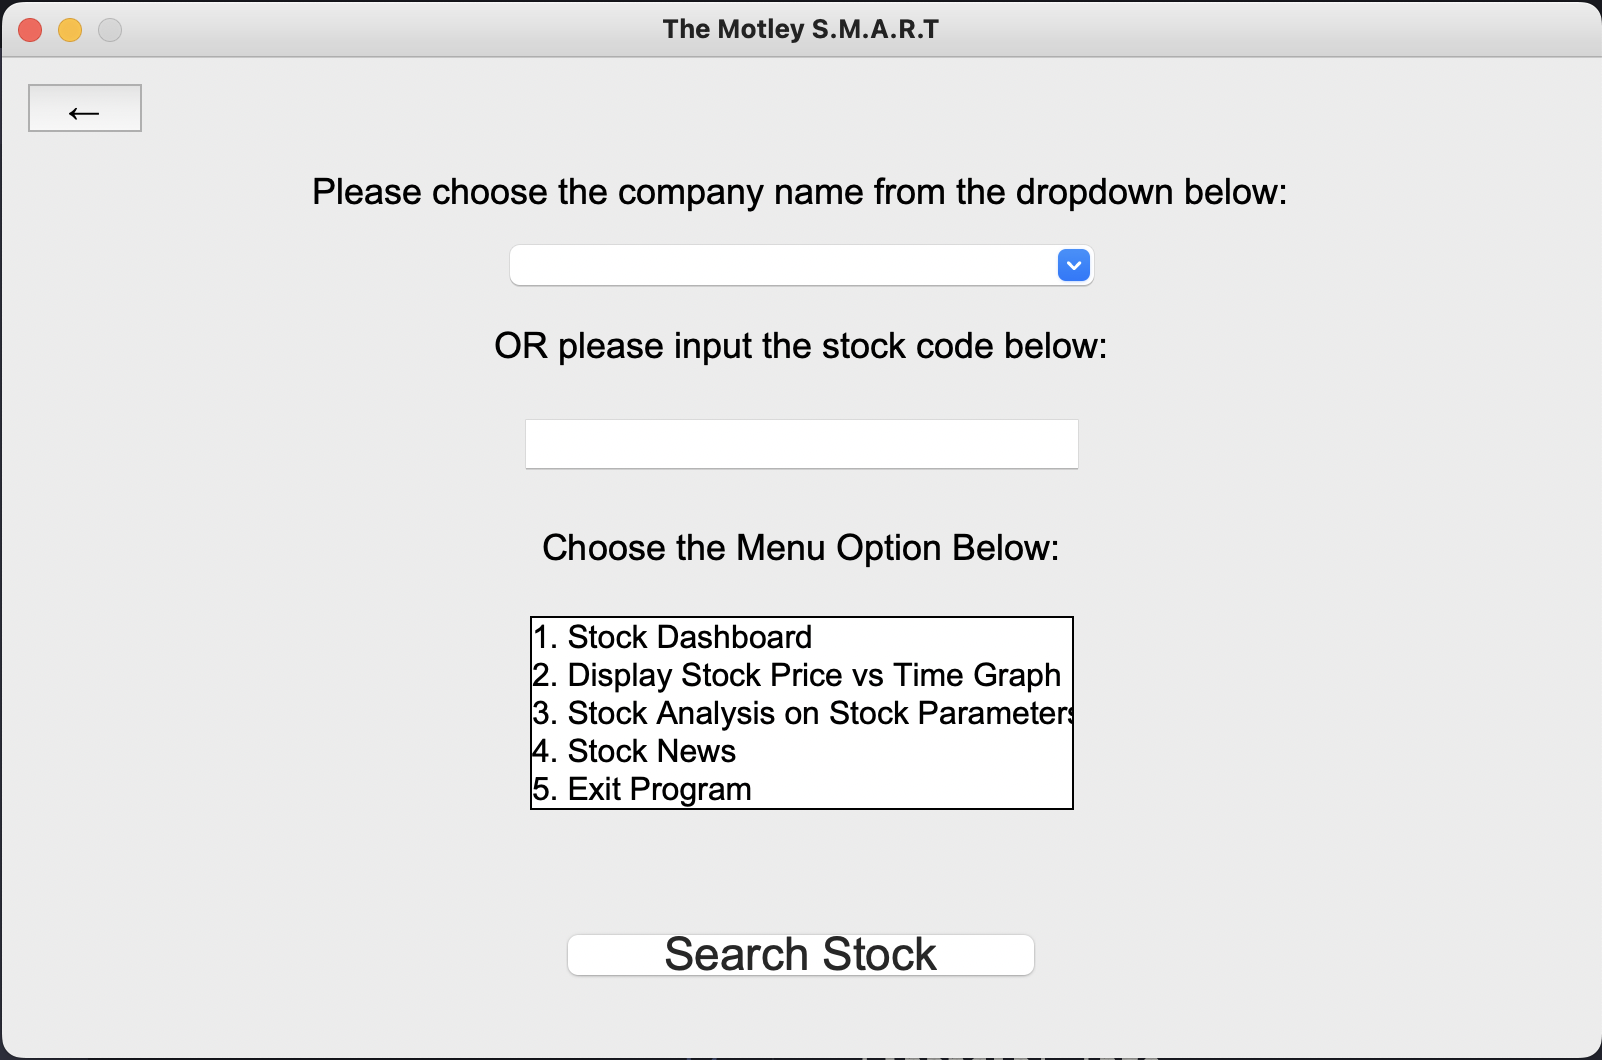 The Motley S.M.A.R.T
←
Please choose the company name from the dropdown below:
OR please input the stock code below:
Choose the Menu Option Below:
1. Stock Dashboard
2. Display Stock Price vs Time Graph
3. Stock Analysis on Stock Parameters
4. Stock News
5. Exit Program
Search Stock